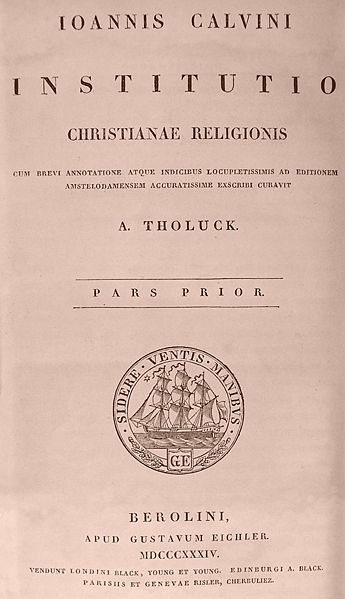 IOANNIS CALVINI
INSTITUTIO
CHRISTIANAE RELIGIONIS
CUM BREVI ANNOTATIONE ATQUE INDICIBUS LOCUPLETISSIMIS AD EDITIONEM
AMSTELODAMENSEM ACCURATISSIME EXSCRIBI CURAVIT
A. THOLUCK.
PARS PRIOR.
SIDERE · VENTIS · MANIBVS ·
GE
BEROLINI,
APUD GUSTAVUM EICHLER.
MDCCCXXXIV.
VENDUNT LONDINI BLACK, YOUNG ET YOUNG. EDINBURGI A. BLACK.
PARISIIS ET GENEVAE RISLER, CHERBULIEZ.